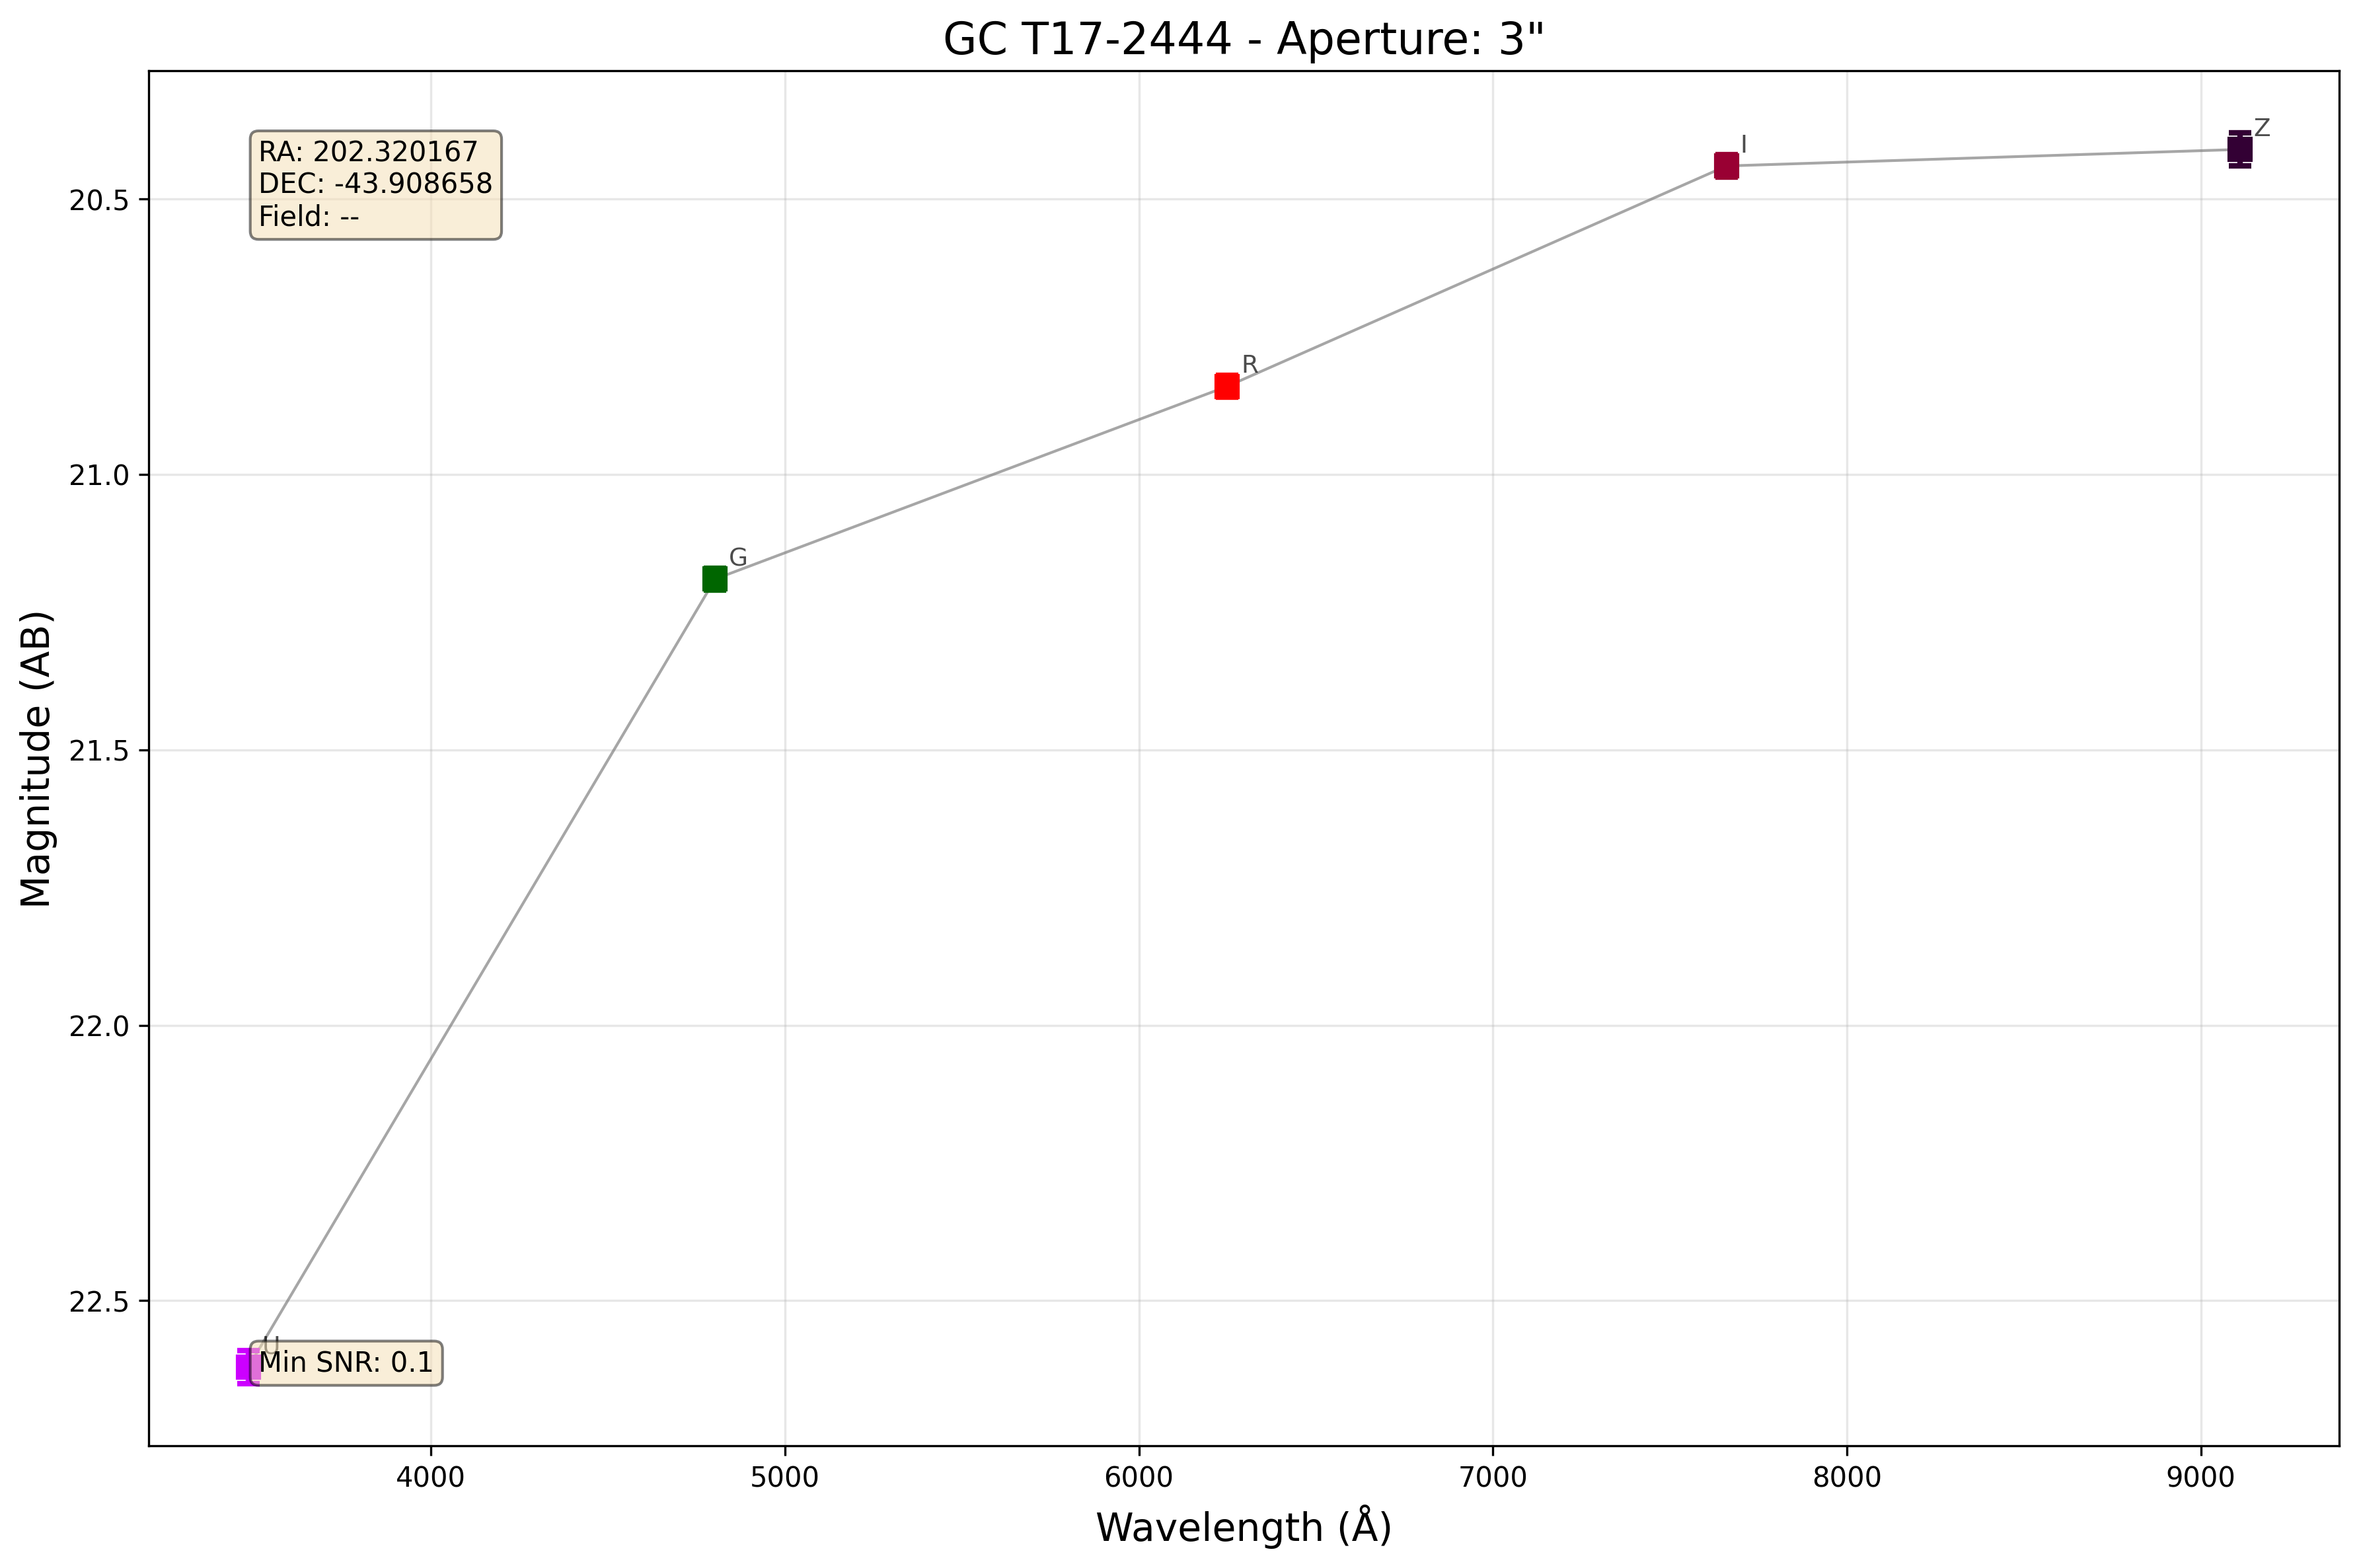 GC T17-2444 - Aperture: 3"
RA: 202.320167
DEC: -43.908658
Field: --
Z
I
R
G
U
Min SNR: 0.1
Magnitude (AB)
20.5
21.0
21.5
22.0
22.5
4000 5000 6000 7000 8000 9000
Wavelength (Å)